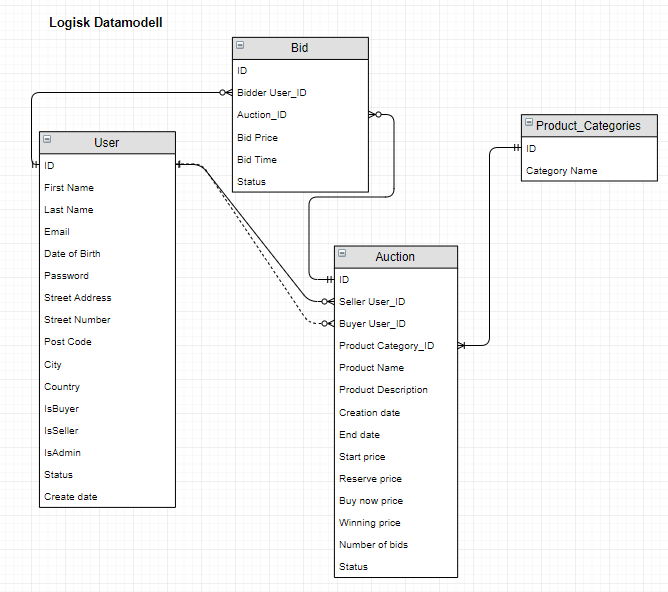 Logisk Datamodell
Bid
ID
Bidder User_ID
Auction_ID
Bid Price
Bid Time
Status
User
ID
First Name
Last Name
Email
Date of Birth
Password
Street Address
Street Number
Post Code
City
Country
IsBuyer
IsSeller
IsAdmin
Status
Create date
Product_Categories
ID
Category Name
Auction
ID
Seller User_ID
Buyer User_ID
Product Category_ID
Product Name
Product Description
Creation date
End date
Start price
Reserve price
Buy now price
Winning price
Number of bids
Status